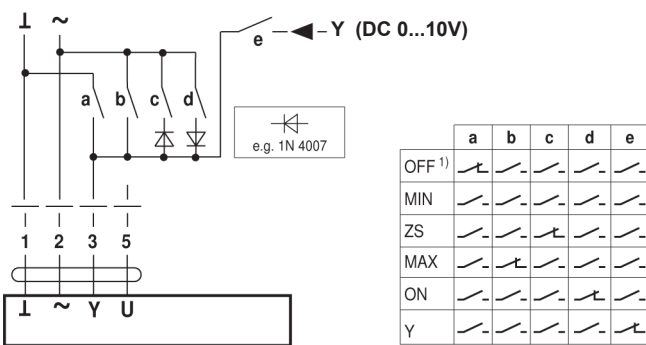 ⊥ ~
e Y (DC 0...10V)
a b c d
e.g. 1N 4007
1 2 3 5
⊥ ~ Y U
a b c d e
OFF 1)
MIN
ZS
MAX
ON
Y